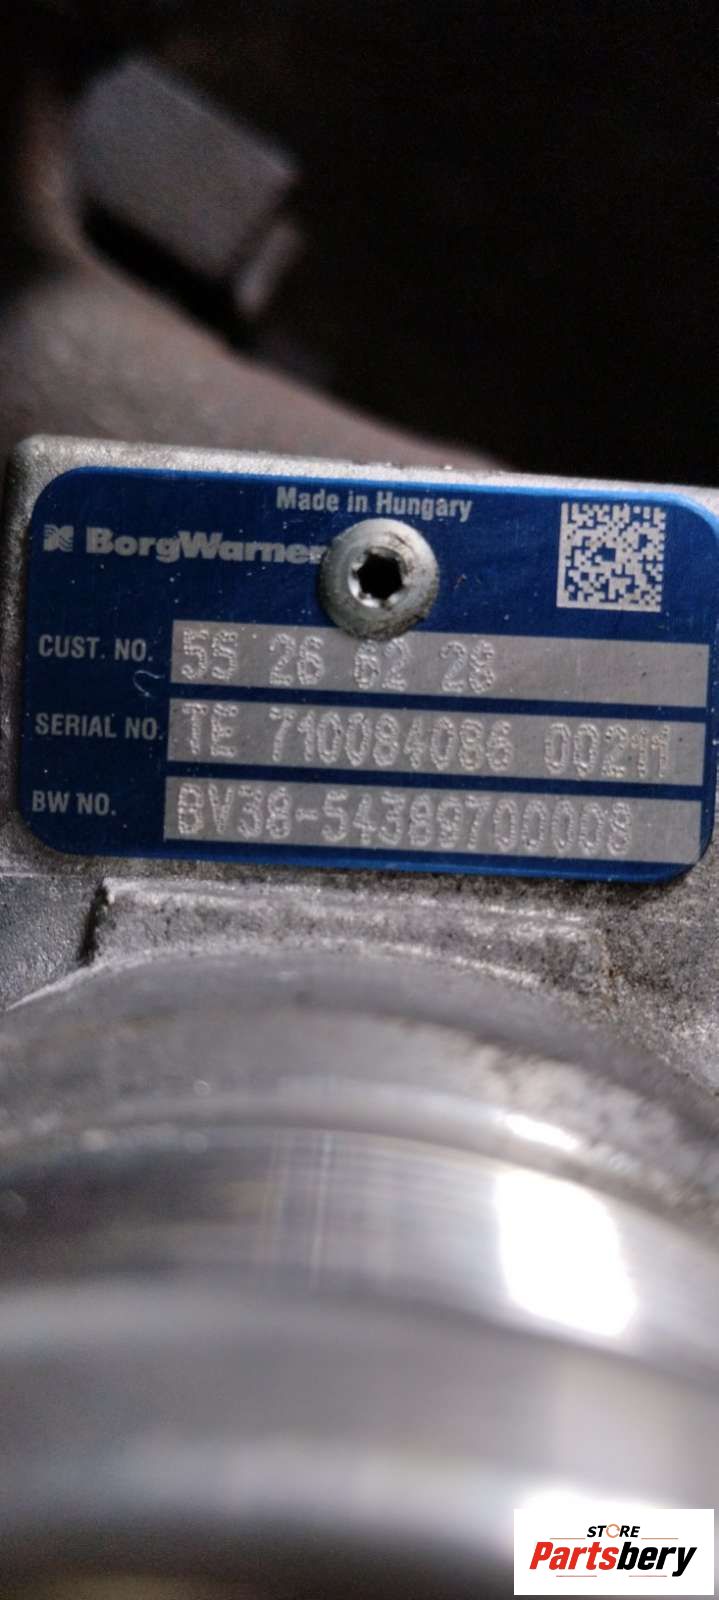 Made in Hungary
BorgWarner
CUST. NO. 55 26 62 28
SERIAL NO. TE 710084086 00211
BW NO. BV38-54389700008
STORE
Partsbery